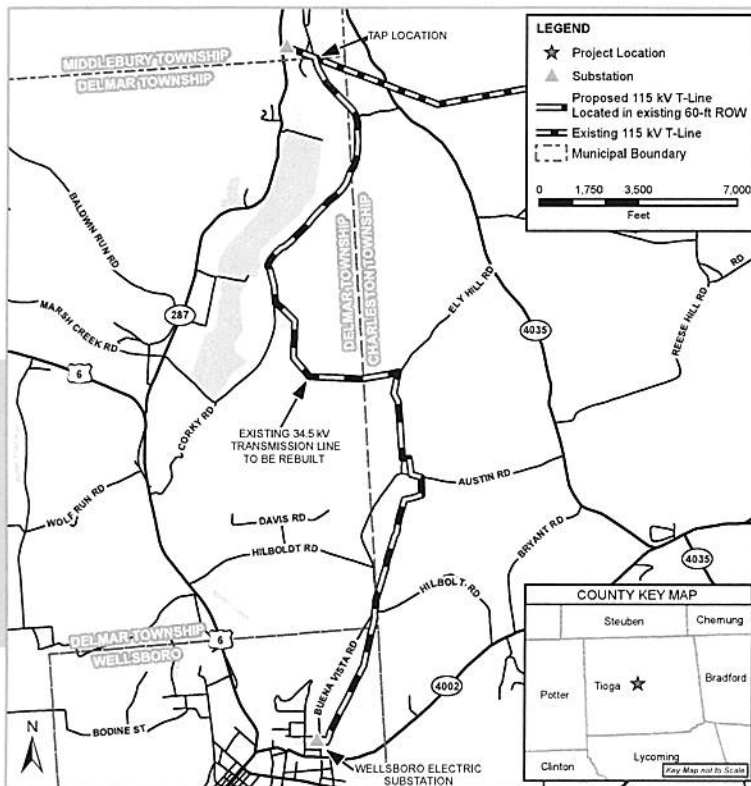 MIDDLEBURY TOWNSHIP
DELMAR TOWNSHIP
TAP LOCATION
LEGEND
Project Location
Substation
Proposed 115 kV T-Line
Located in existing 60-ft ROW
Existing 115 kV T-Line
Municipal Boundary
0 1,750 3,500 7,000
Feet
BALDWIN RUN RD
MARSH CREEK RD
287
6
DELMAR TOWNSHIP
CHARLESTON TOWNSHIP
ELY HILL RD
4035
REESE HILL RD
RD
CORKY RD
EXISTING 34.5 kV
TRANSMISSION LINE
TO BE REBUILT
WOLF RUN RD
AUSTIN RD
DAVIS RD
HILBOLDT RD
BRYANT RD
4035
HILBOLT RD
DELMAR TOWNSHIP
WELLSBORO
6
BUENA VISTA RD
4002
BODINE ST
N
WELLSBORO ELECTRIC
SUBSTATION
COUNTY KEY MAP
Steuben
Chemung
Potter
Tioga
Bradford
Clinton
Lycoming
Key Map not to Scale